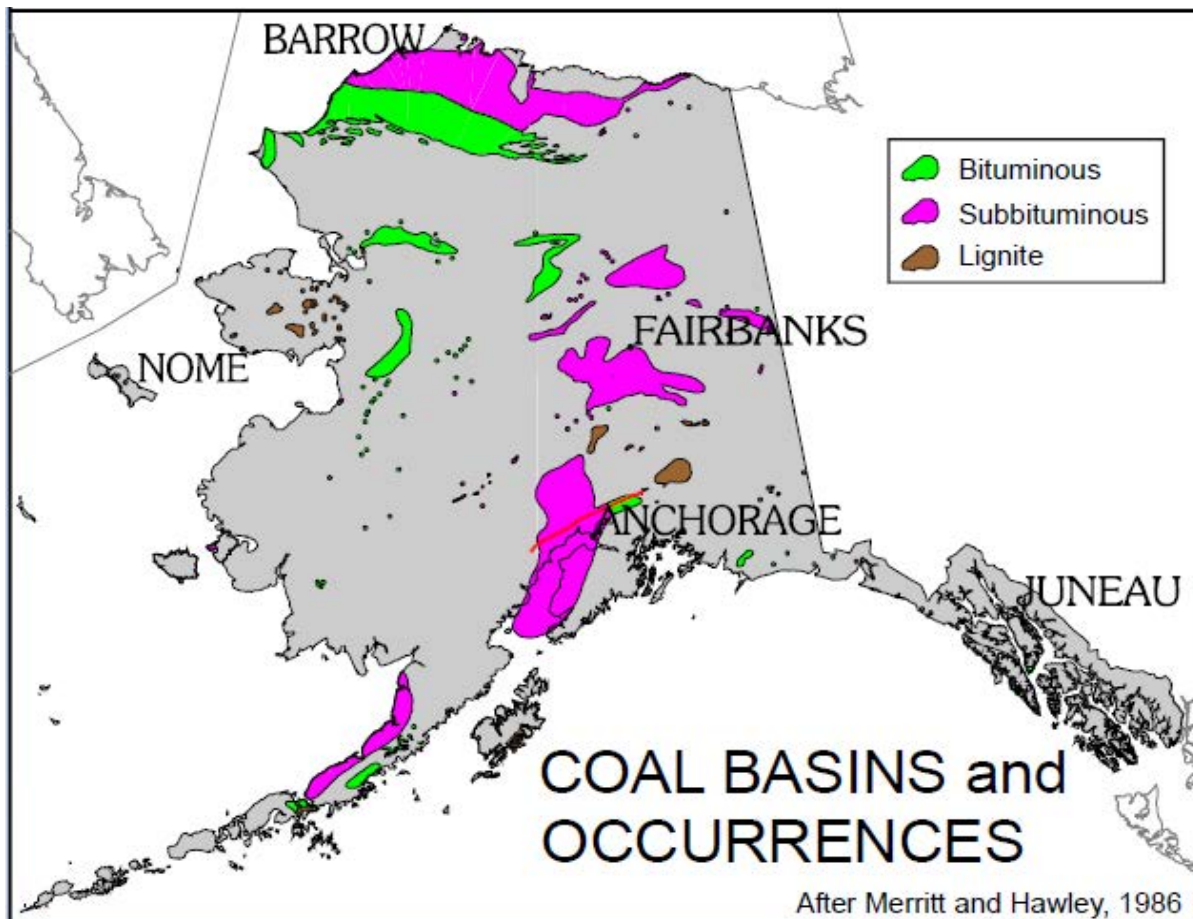 BARROW
Bituminous
Subbituminous
Lignite
FAIRBANKS
NOME
ANCHORAGE
JUNEAU
COAL BASINS and
OCCURRENCES
After Merritt and Hawley, 1986